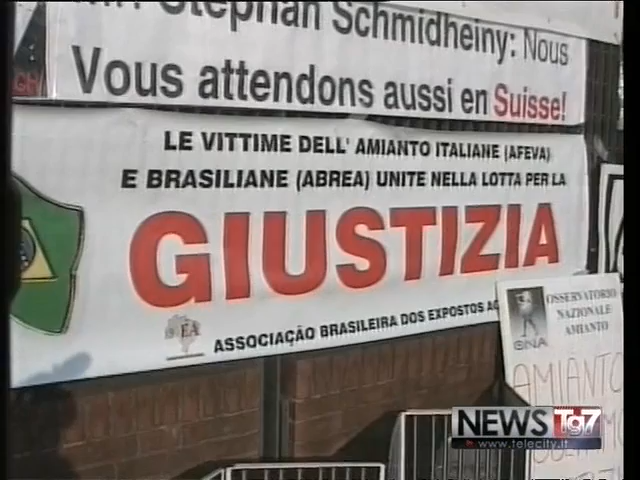 Stephan Schmidheiny: Nous
Vous attendons aussi en Suisse!
LE VITTIME DELL' AMIANTO ITALIANE (AFEVA)
E BRASILIANE (ABREA) UNITE NELLA LOTTA PER LA
GIUSTIZIA
ASSOCIAÇÃO BRASILEIRA DOS EXPOSTOS
OSSERVATORIO
NAZIONALE
AMIANTO
ONA
AMIANTO
NEWS Tg7
www.telecity.it